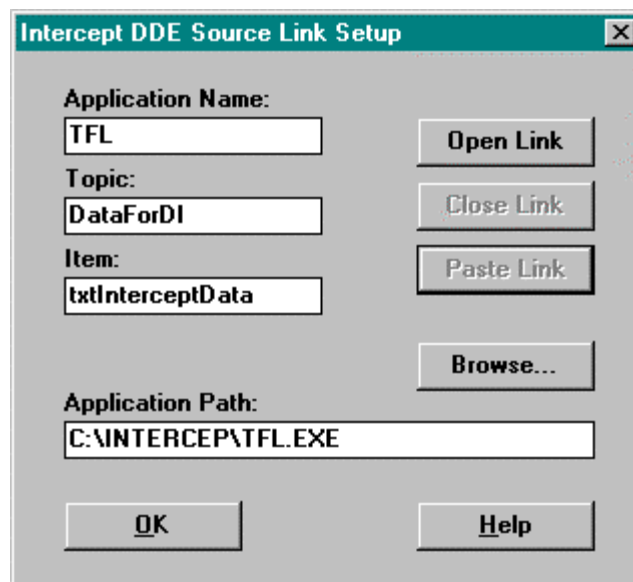 Intercept DDE Source Link Setup
Application Name:
TFL
Open Link
Topic:
DataForDI
Close Link
Item:
txtInterceptData
Paste Link
Browse...
Application Path:
C:\INTERCEP\TFL.EXE
OK
Help